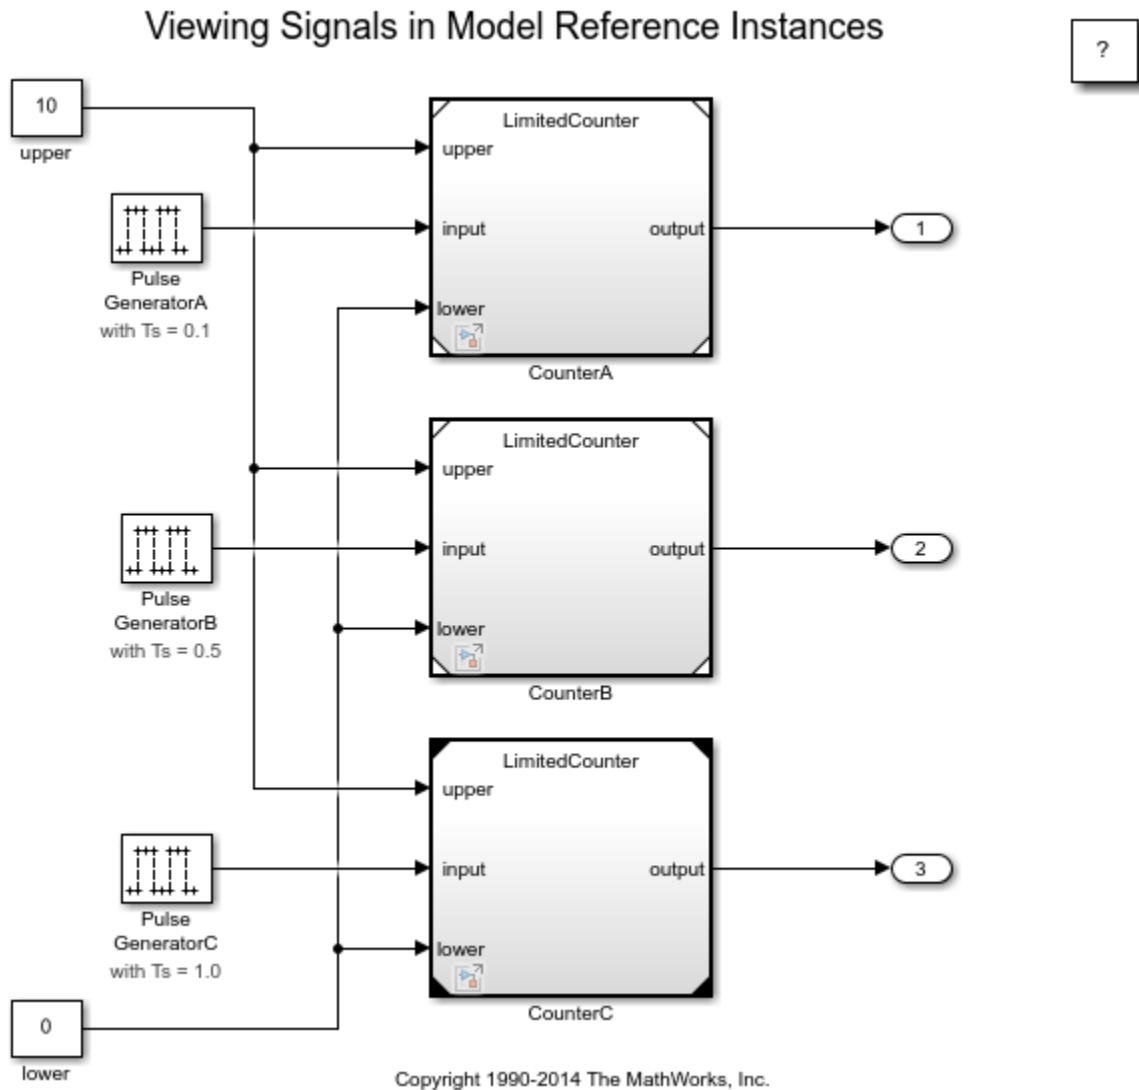 Viewing Signals in Model Reference Instances
?
10
upper
LimitedCounter
upper
input
output
lower
CounterA
1
Pulse
GeneratorA
with Ts = 0.1
LimitedCounter
upper
input
output
lower
CounterB
2
Pulse
GeneratorB
with Ts = 0.5
LimitedCounter
upper
input
output
lower
CounterC
3
Pulse
GeneratorC
with Ts = 1.0
0
lower
Copyright 1990-2014 The MathWorks, Inc.